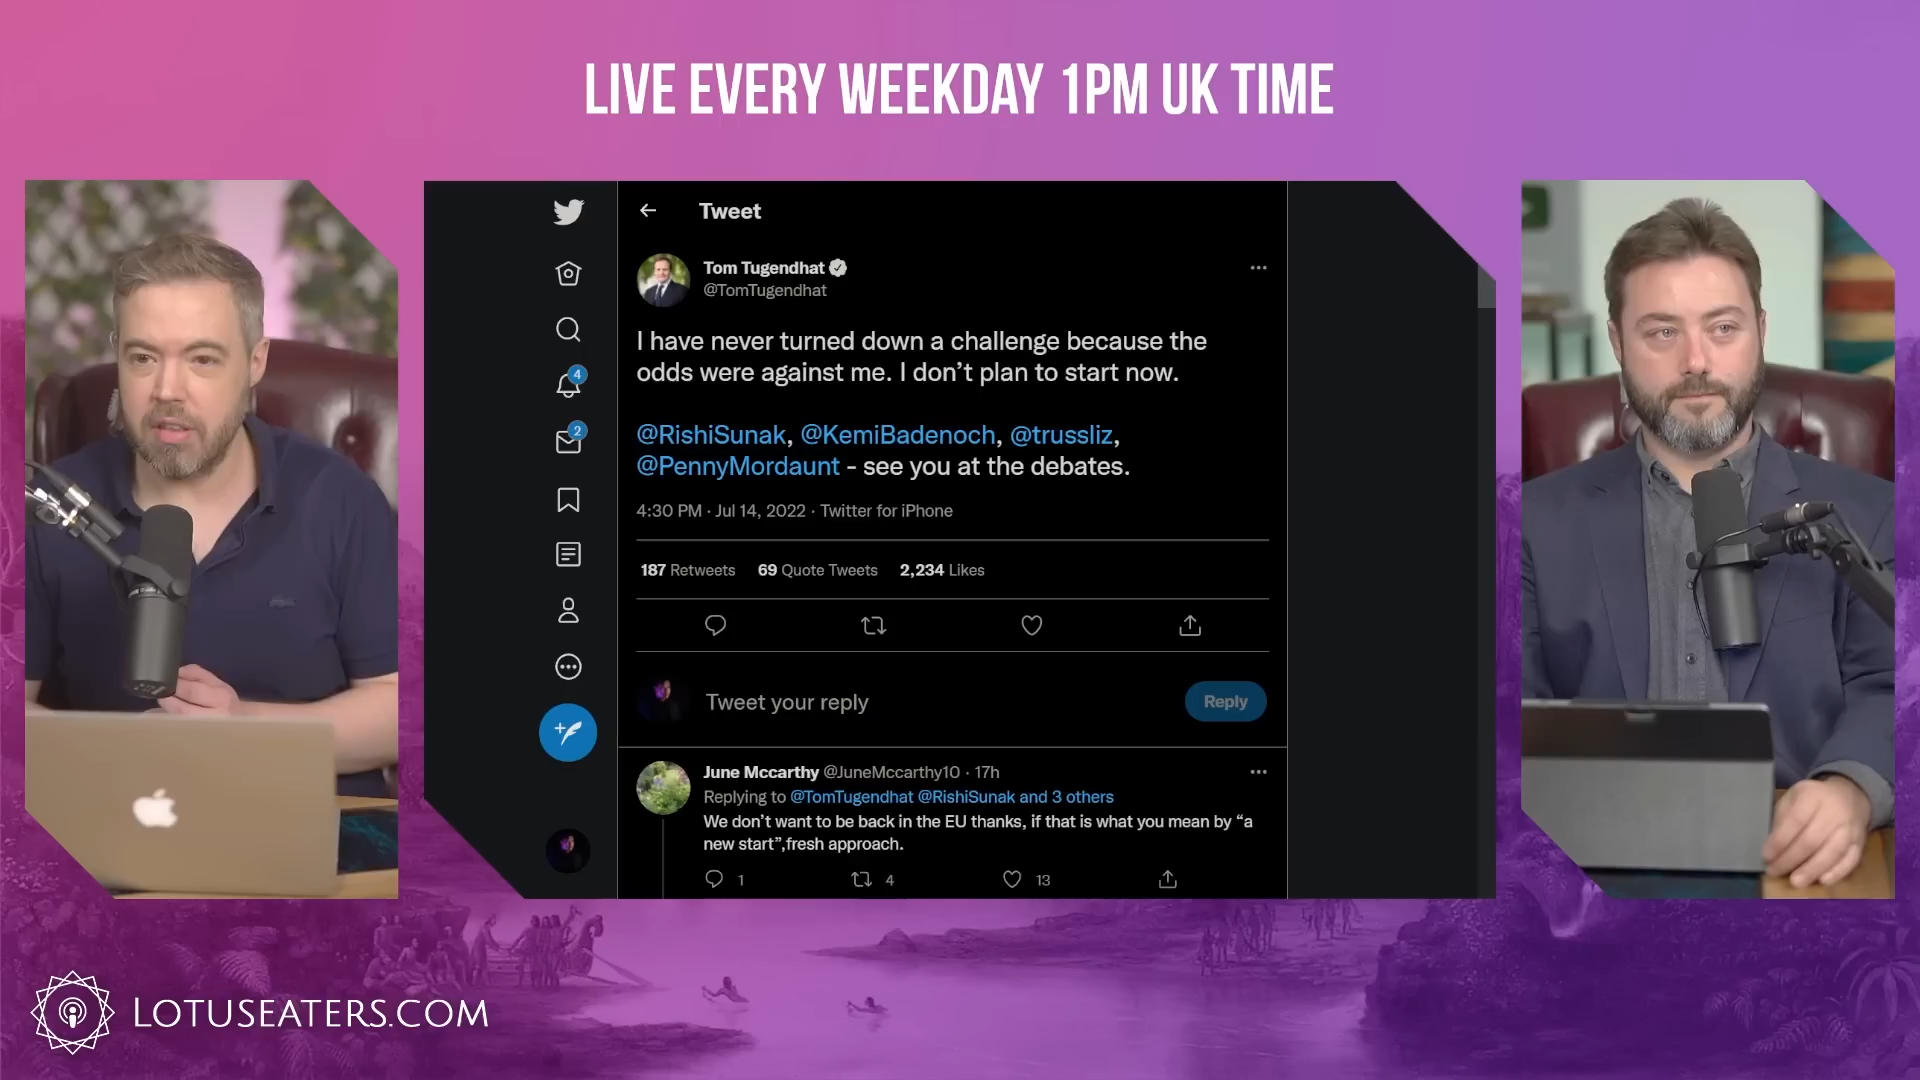 LIVE EVERY WEEKDAY 1PM UK TIME
Tweet
Tom Tugendhat
@TomTugendhat
I have never turned down a challenge because the
odds were against me. I don’t plan to start now.
@RishiSunak, @KemiBadenoch, @trussliz,
@PennyMordaunt - see you at the debates.
4:30 PM · Jul 14, 2022 · Twitter for iPhone
187 Retweets 69 Quote Tweets 2,234 Likes
4
2
Tweet your reply
Reply
June Mccarthy @JuneMccarthy10 · 17h
Replying to @TomTugendhat @RishiSunak and 3 others
We don’t want to be back in the EU thanks, if that is what you mean by “a
new start”,fresh approach.
1 4 13
LOTUSEATERS.COM